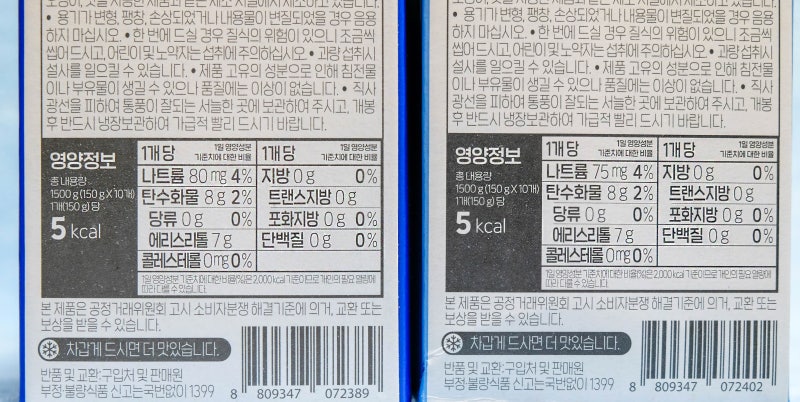 • 용기가 변형, 팽창, 손상되었거나 내용물이 변질되었을 경우 음용
하지 마십시오. • 한 번에 드실 경우 질식의 위험이 있으니 조금씩
씹어 드시고, 어린이 및 노약자는 섭취에 주의하십시오. • 과량 섭취시
설사를 일으킬 수 있습니다. • 제품 고유의 성분으로 인해 침전물
이나 부유물이 생길 수 있으나 품질에는 이상이 없습니다. • 직사
광선을 피하여 통풍이 잘되는 서늘한 곳에 보관하여 주시고, 개봉
후 반드시 냉장보관하여 가급적 빨리 드시기 바랍니다.
영양정보
총 내용량
1500 g (150 g X 10개)
1개(150 g) 당
5 kcal
1개 당 1일 영양성분 기준치에 대한 비율
나트륨 80 mg 4%
탄수화물 8 g 2%
당류 0 g 0%
에리스리톨 7 g
콜레스테롤 0 mg 0%
1개 당 1일 영양성분 기준치에 대한 비율
지방 0 g 0%
트랜스지방 0 g
포화지방 0 g 0%
단백질 0 g 0%
1일 영양성분 기준치에 대한 비율(%)은 2,000 kcal 기준이므로 개인의 필요 열량에
따라 다를 수 있습니다.
본 제품은 공정거래위원회 고시 소비자분쟁 해결기준에 의거, 교환 또는
보상을 받을 수 있습니다.
차갑게 드시면 더 맛있습니다.
반품 및 교환:구입처 및 판매원
부정·불량식품 신고는 국번없이 1399
8 809347 072389
• 용기가 변형, 팽창, 손상되었거나 내용물이 변질되었을 경우 음용
하지 마십시오. • 한 번에 드실 경우 질식의 위험이 있으니 조금씩
씹어 드시고, 어린이 및 노약자는 섭취에 주의하십시오. • 과량 섭취시
설사를 일으킬 수 있습니다. • 제품 고유의 성분으로 인해 침전물
이나 부유물이 생길 수 있으나 품질에는 이상이 없습니다. • 직사
광선을 피하여 통풍이 잘되는 서늘한 곳에 보관하여 주시고, 개봉
후 반드시 냉장보관하여 가급적 빨리 드시기 바랍니다.
영양정보
총 내용량
1500 g (150 g X 10개)
1개(150 g) 당
5 kcal
1개 당 1일 영양성분 기준치에 대한 비율
나트륨 75 mg 4%
탄수화물 8 g 2%
당류 0 g 0%
에리스리톨 7 g
콜레스테롤 0 mg 0%
1개 당 1일 영양성분 기준치에 대한 비율
지방 0 g 0%
트랜스지방 0 g
포화지방 0 g 0%
단백질 0 g 0%
1일 영양성분 기준치에 대한 비율(%)은 2,000 kcal 기준이므로 개인의 필요 열량에
따라 다를 수 있습니다.
본 제품은 공정거래위원회 고시 소비자분쟁 해결기준에 의거, 교환 또는
보상을 받을 수 있습니다.
차갑게 드시면 더 맛있습니다.
반품 및 교환:구입처 및 판매원
부정·불량식품 신고는 국번없이 1399
8 809347 072402